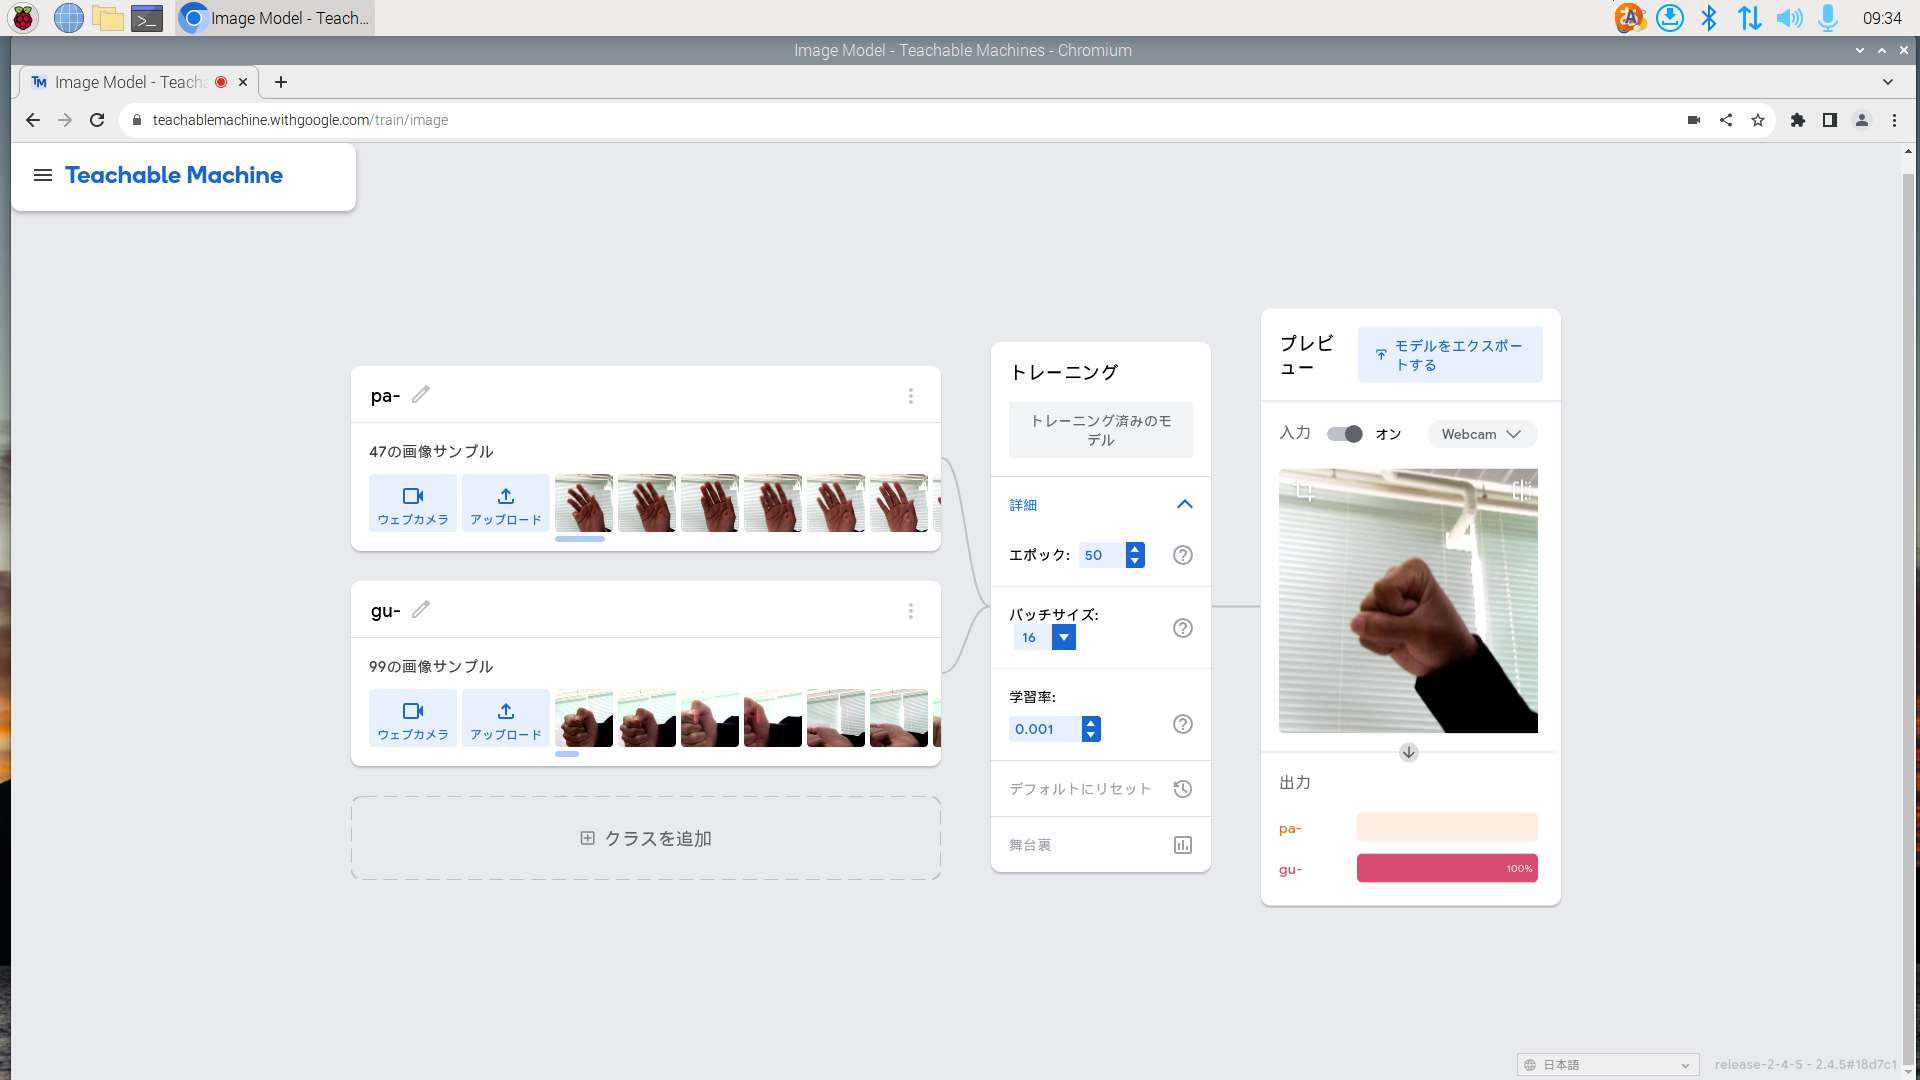 Image Model - Teach...
09:34
Image Model - Teachable Machines - Chromium
Image Model - Teach
teachablemachine.withgoogle.com/train/image
Teachable Machine
pa-
47の画像サンプル
ウェブカメラ
アップロード
gu-
99の画像サンプル
ウェブカメラ
アップロード
クラスを追加
トレーニング
トレーニング済みのモ
デル
詳細
エポック: 50
バッチサイズ:
16
学習率:
0.001
デフォルトにリセット
舞台裏
プレビ
ュー
モデルをエクスポー
トする
入力 オン Webcam
出力
pa-
gu- 100%
日本語
release-2-4-5 - 2.4.5#18d7c1